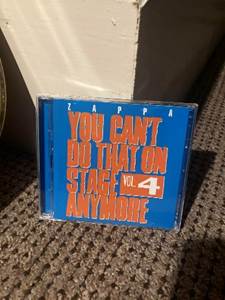 ZAPPA
YOU CAN'T
DO THAT ON
STAGE VOL. 4
ANYMORE